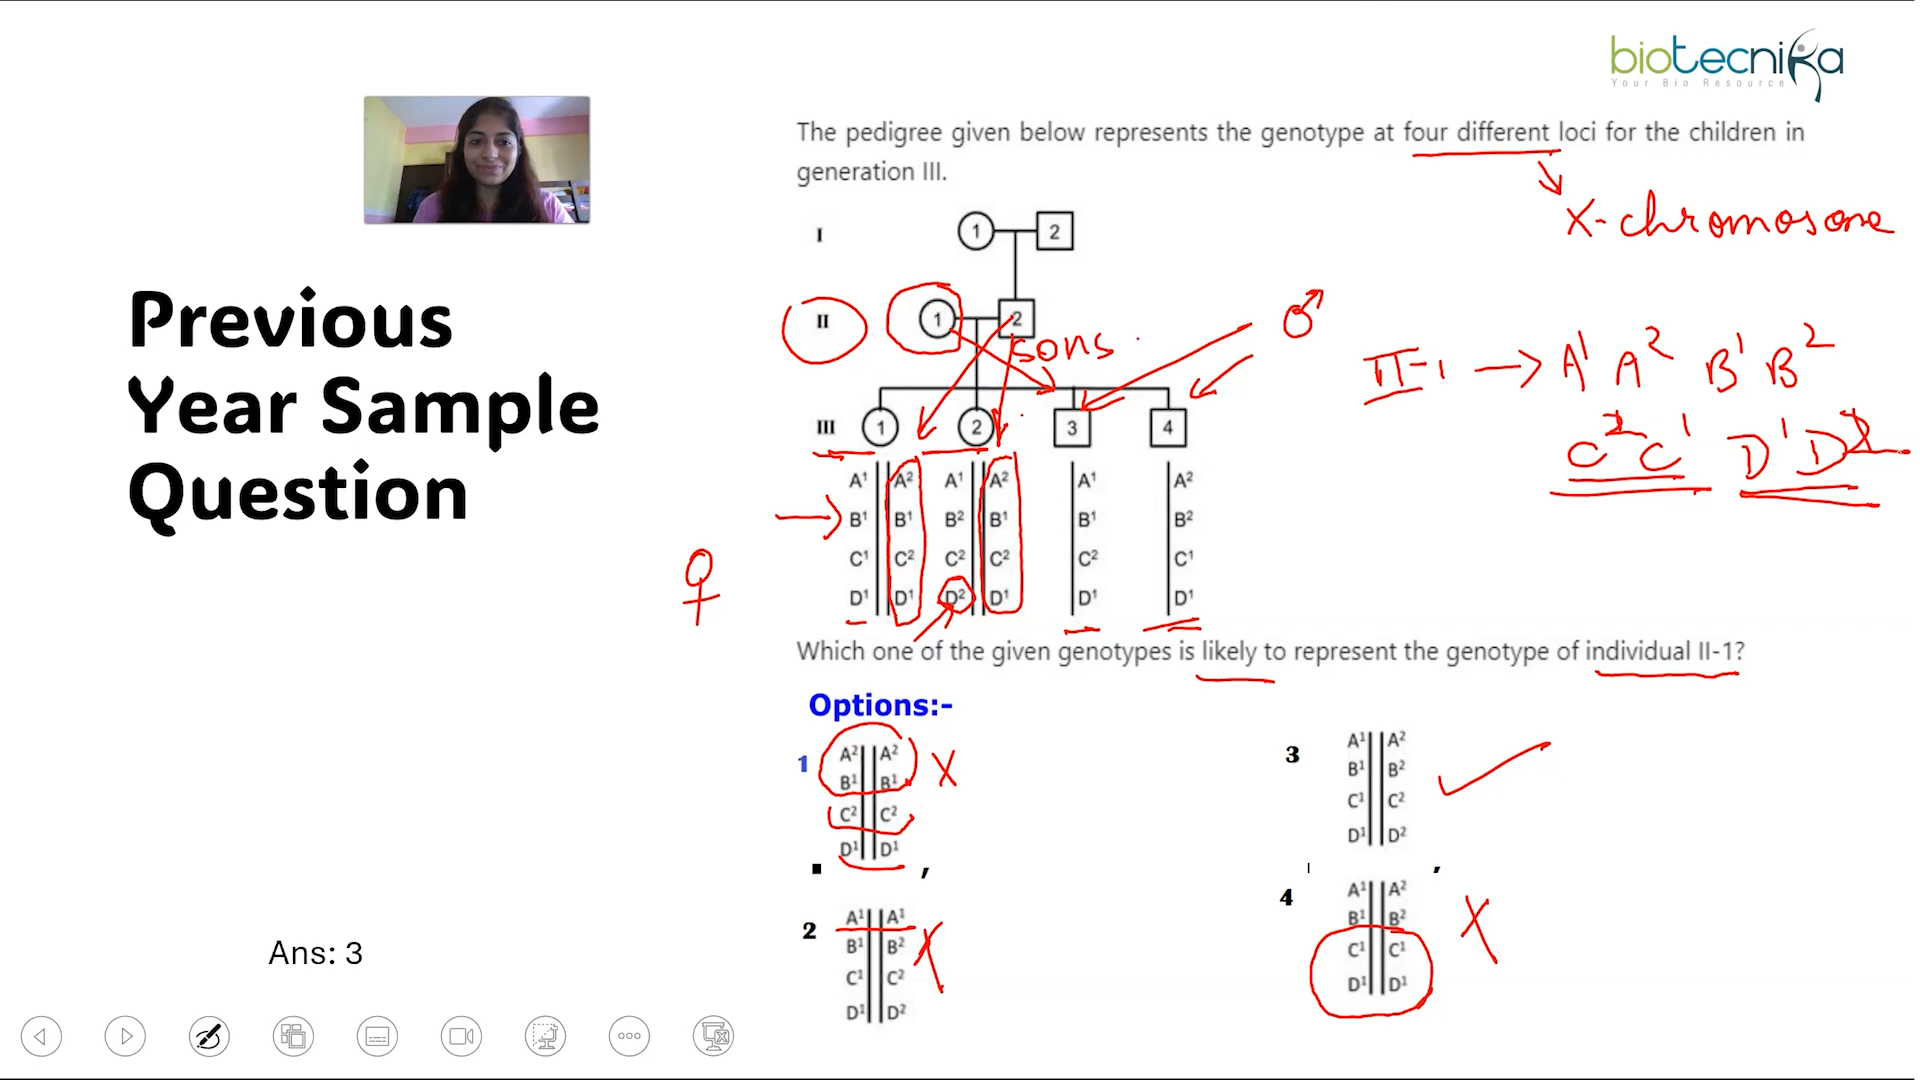 biotecnika
Your Bio Resource
The pedigree given below represents the genotype at four different loci for the children in
generation III.
X-chromosome
I
1
2
II
1
2
sons
♂
II-1 → A¹ A² B¹ B²
C² C¹ D¹ D²
III
1
2
3
4
A¹ A² A¹ A² A¹ A²
B¹ B¹ B² B¹ B¹ B²
C¹ C² C² C² C² C¹
D¹ D¹ D² D¹ D¹ D¹
♀
Previous
Year Sample
Question
Which one of the given genotypes is likely to represent the genotype of individual II-1?
Options:-
1
A² A²
B¹ B¹
C² C²
D¹ D¹
X
,
2
A¹ A¹
B¹ B²
C¹ C²
D¹ D²
X
3
A¹ A²
B¹ B²
C¹ C²
D¹ D²
,
4
A¹ A²
B¹ B²
C¹ C¹
D¹ D¹
X
Ans: 3